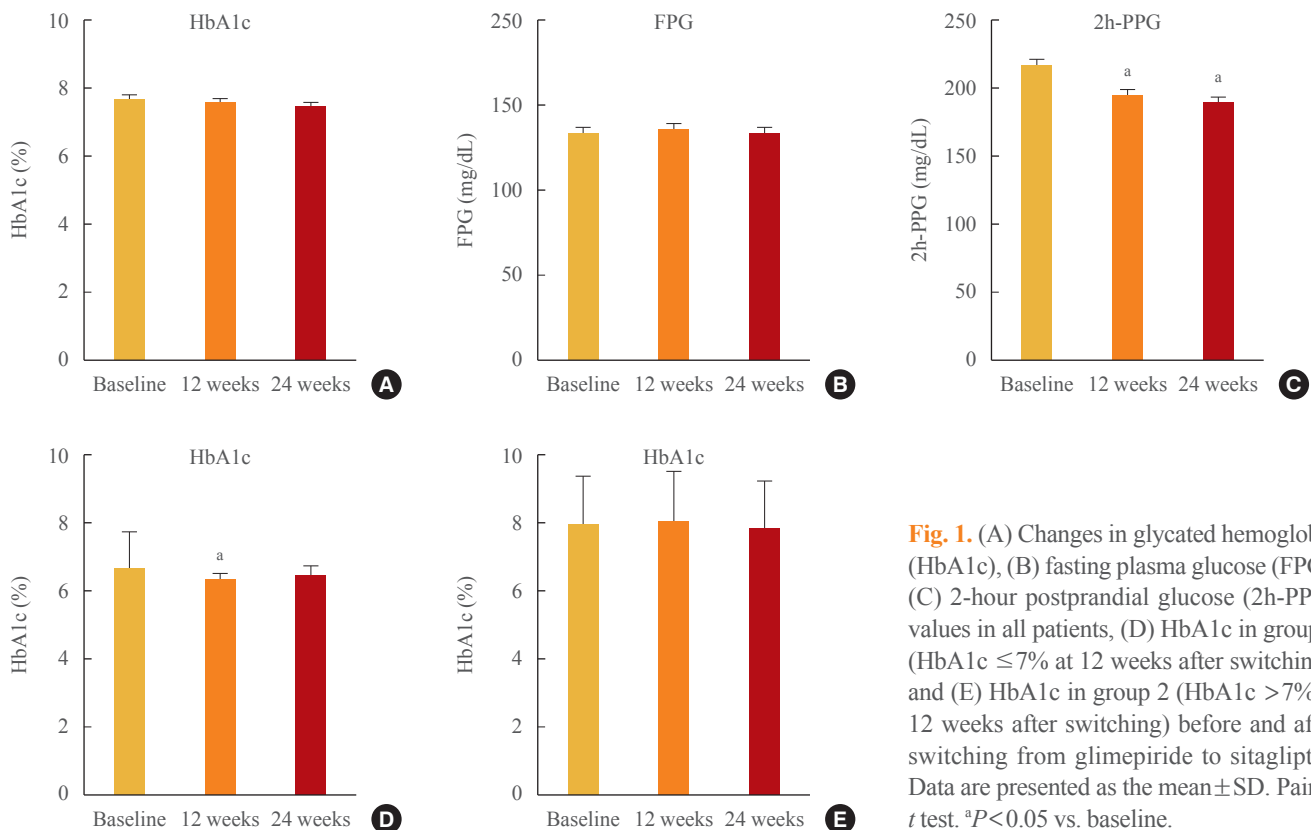 HbA1c
10
8
6
4
2
0
HbA1c (%)
Baseline 12 weeks 24 weeks
A
FPG
250
150
100
50
0
FPG (mg/dL)
Baseline 12 weeks 24 weeks
B
2h-PPG
250
200
150
100
50
0
2h-PPG (mg/dL)
a
a
Baseline 12 weeks 24 weeks
C
HbA1c
10
8
6
4
2
0
HbA1c (%)
a
Baseline 12 weeks 24 weeks
D
HbA1c
10
8
6
4
2
0
HbA1c (%)
Baseline 12 weeks 24 weeks
E
Fig. 1. (A) Changes in glycated hemoglob
(HbA1c), (B) fasting plasma glucose (FPG
(C) 2-hour postprandial glucose (2h-PP
values in all patients, (D) HbA1c in group
(HbA1c ≤7% at 12 weeks after switchin
and (E) HbA1c in group 2 (HbA1c >7%
12 weeks after switching) before and af
switching from glimepiride to sitaglipt
Data are presented as the mean±SD. Pair
t test. ᵃP<0.05 vs. baseline.